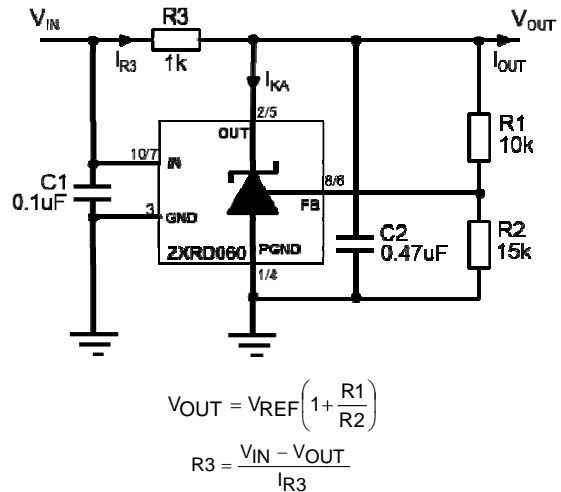 VIN
R3
1k
IR3
IKA
VOUT
IOUT
2/5
OUT
10/7
IN
8/6
FB
R1
10k
C1
0.1uF
3
GND
PGND
ZXRD060
1/4
C2
0.47uF
R2
15k
VOUT = VREF(1+ R1/R2)
R3 = VIN − VOUT / IR3